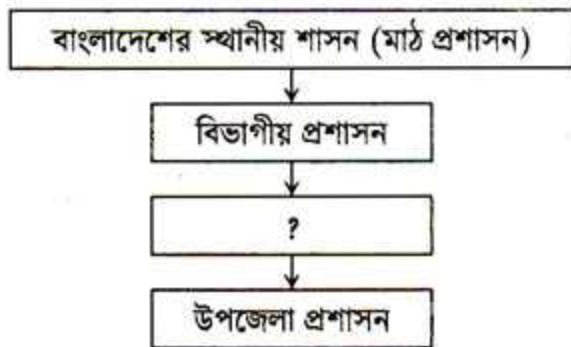 বাংলাদেশের স্থানীয় শাসন (মাঠ প্রশাসন)
বিভাগীয় প্রশাসন
?
উপজেলা প্রশাসন